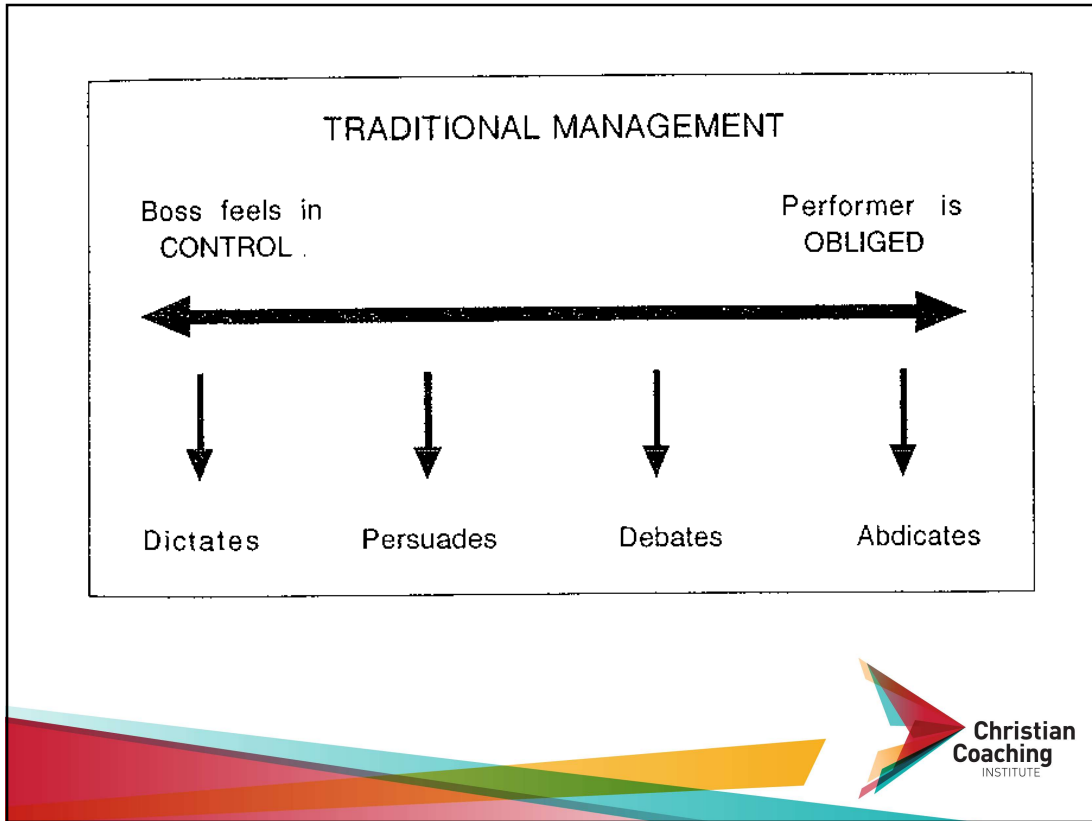 TRADITIONAL MANAGEMENT
Boss feels in
CONTROL.
Performer is
OBLIGED
Dictates
Persuades
Debates
Abdicates
Christian
Coaching
INSTITUTE